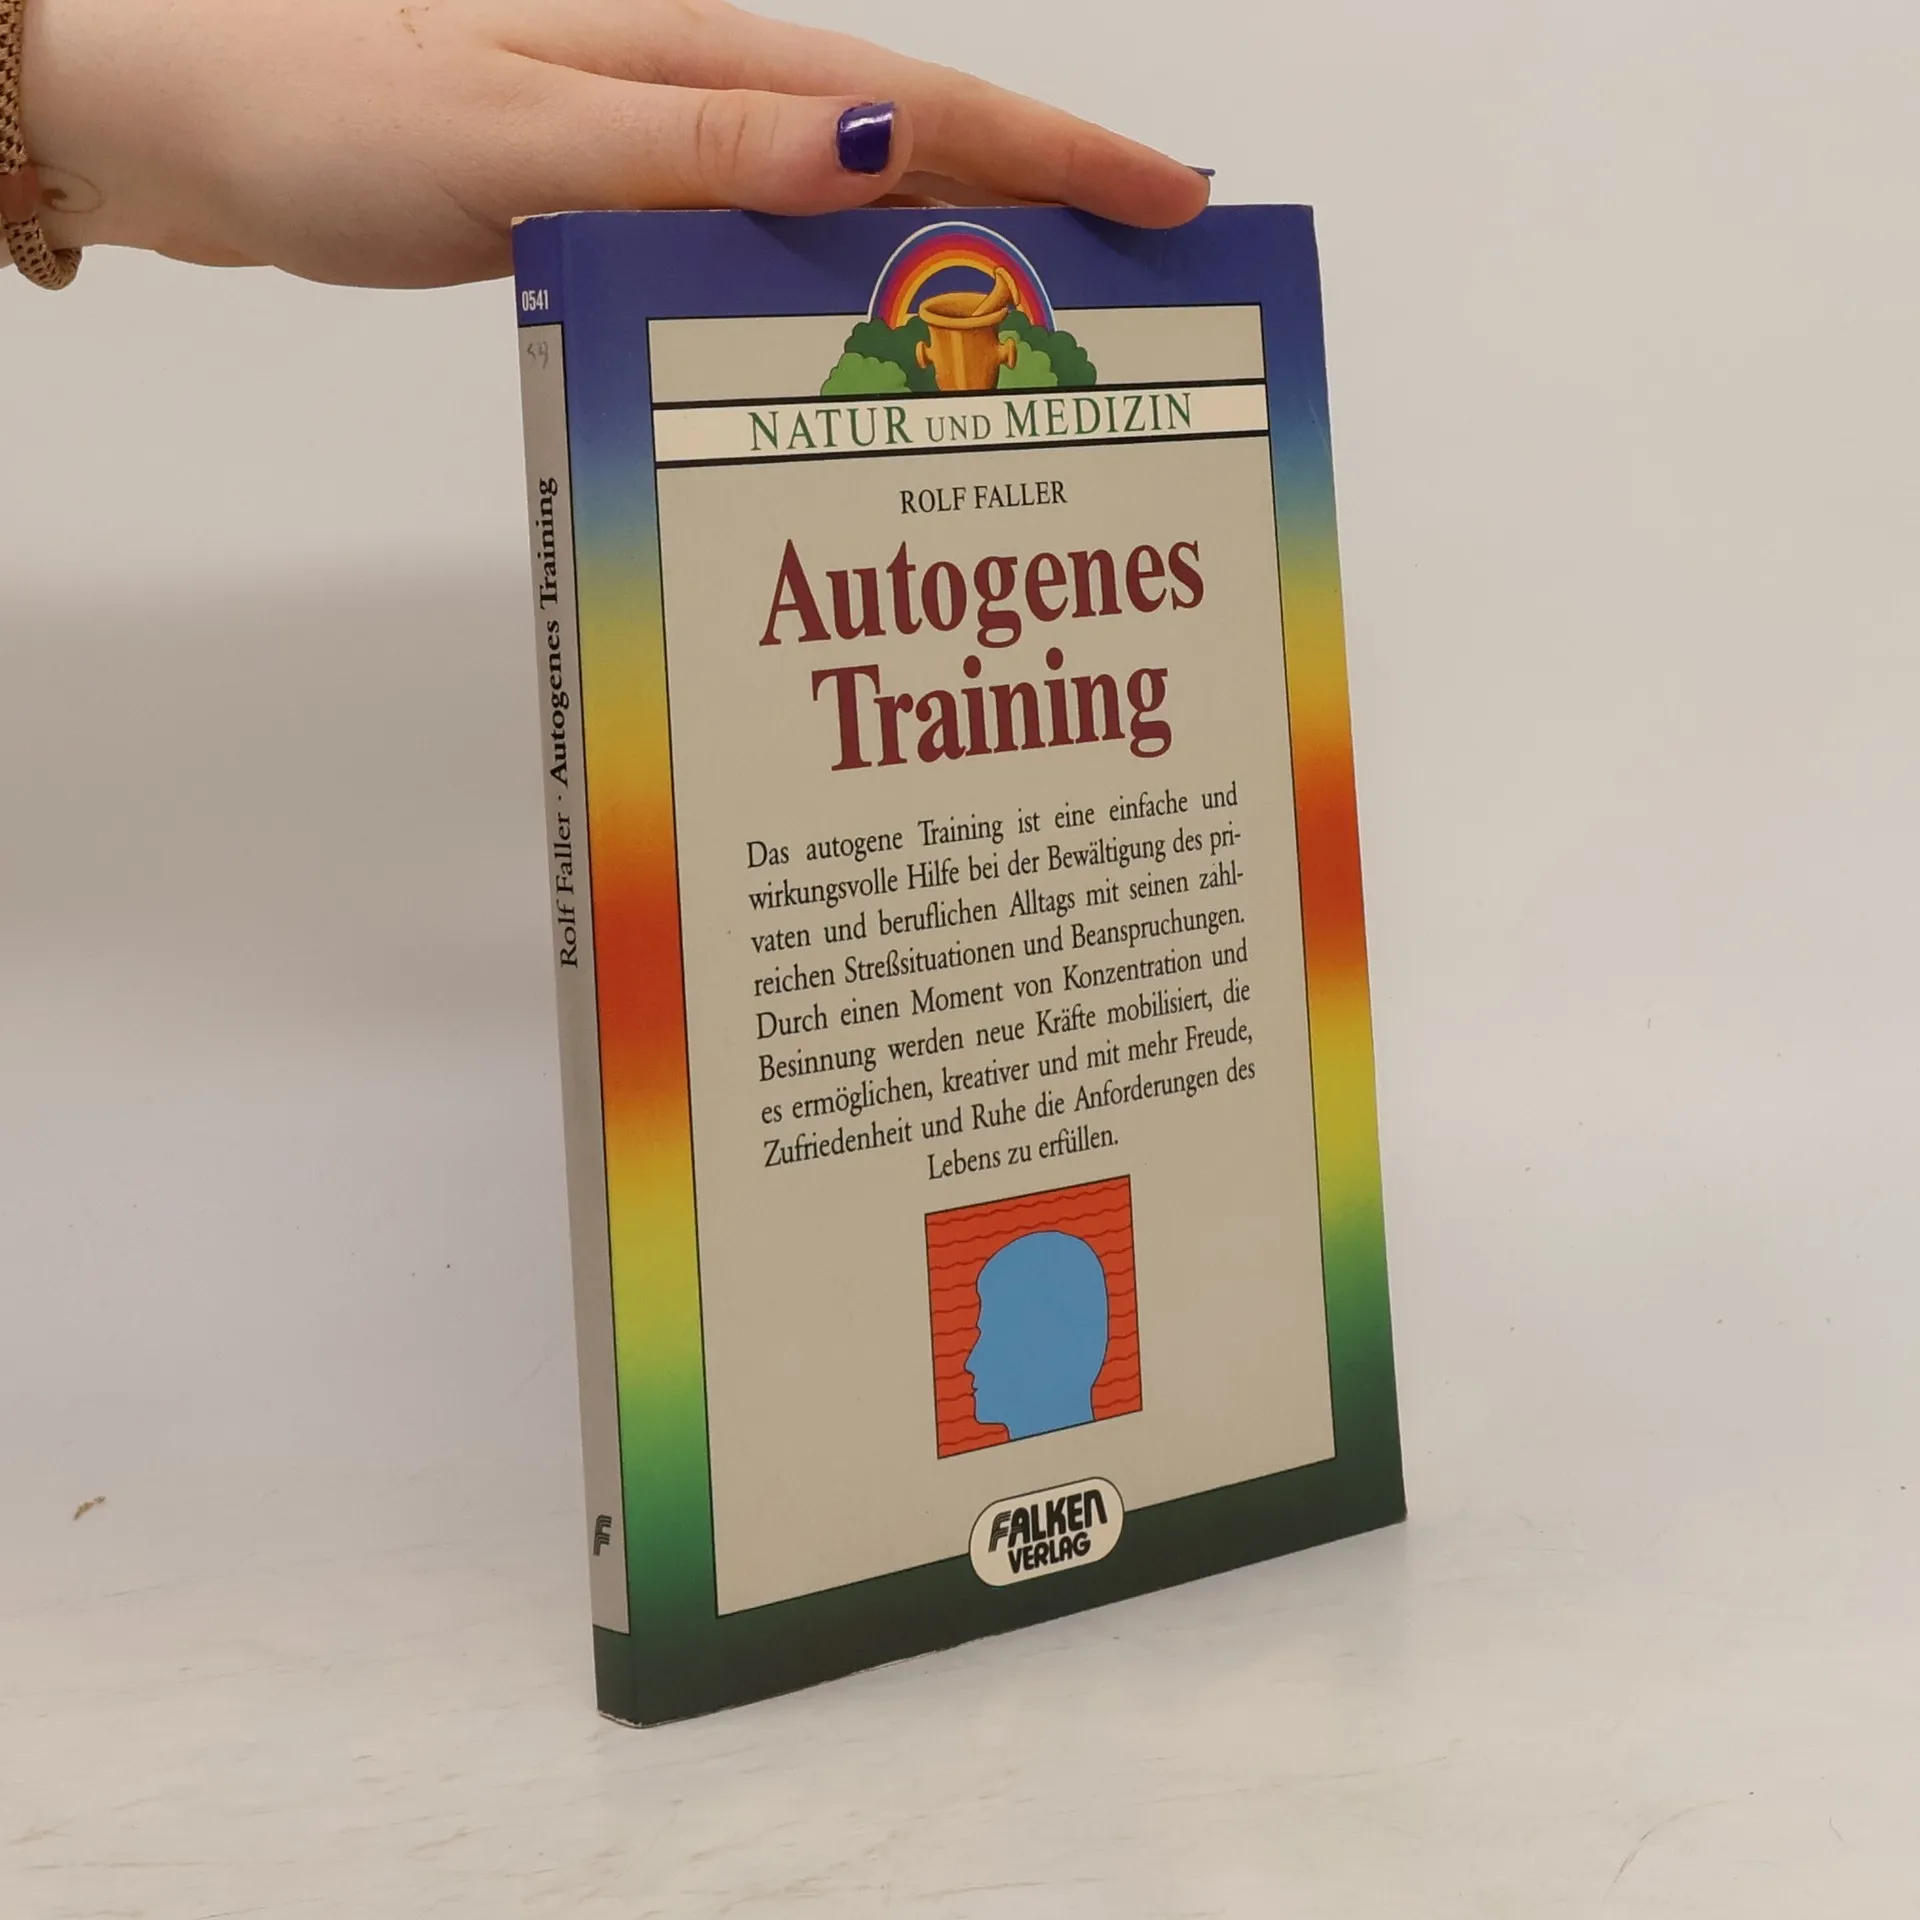 0541
Rolf Faller · Autogenes Training
F
NATUR UND MEDIZIN
ROLF FALLER
Autogenes
Training
Das autogene Training ist eine einfache und
wirkungsvolle Hilfe bei der Bewältigung des pri-
vaten und beruflichen Alltags mit seinen zahl-
reichen Streßsituationen und Beanspruchungen.
Durch einen Moment von Konzentration und
Besinnung werden neue Kräfte mobilisiert, die
es ermöglichen, kreativer und mit mehr Freude,
Zufriedenheit und Ruhe die Anforderungen des
Lebens zu erfüllen.
FALKEN
VERLAG